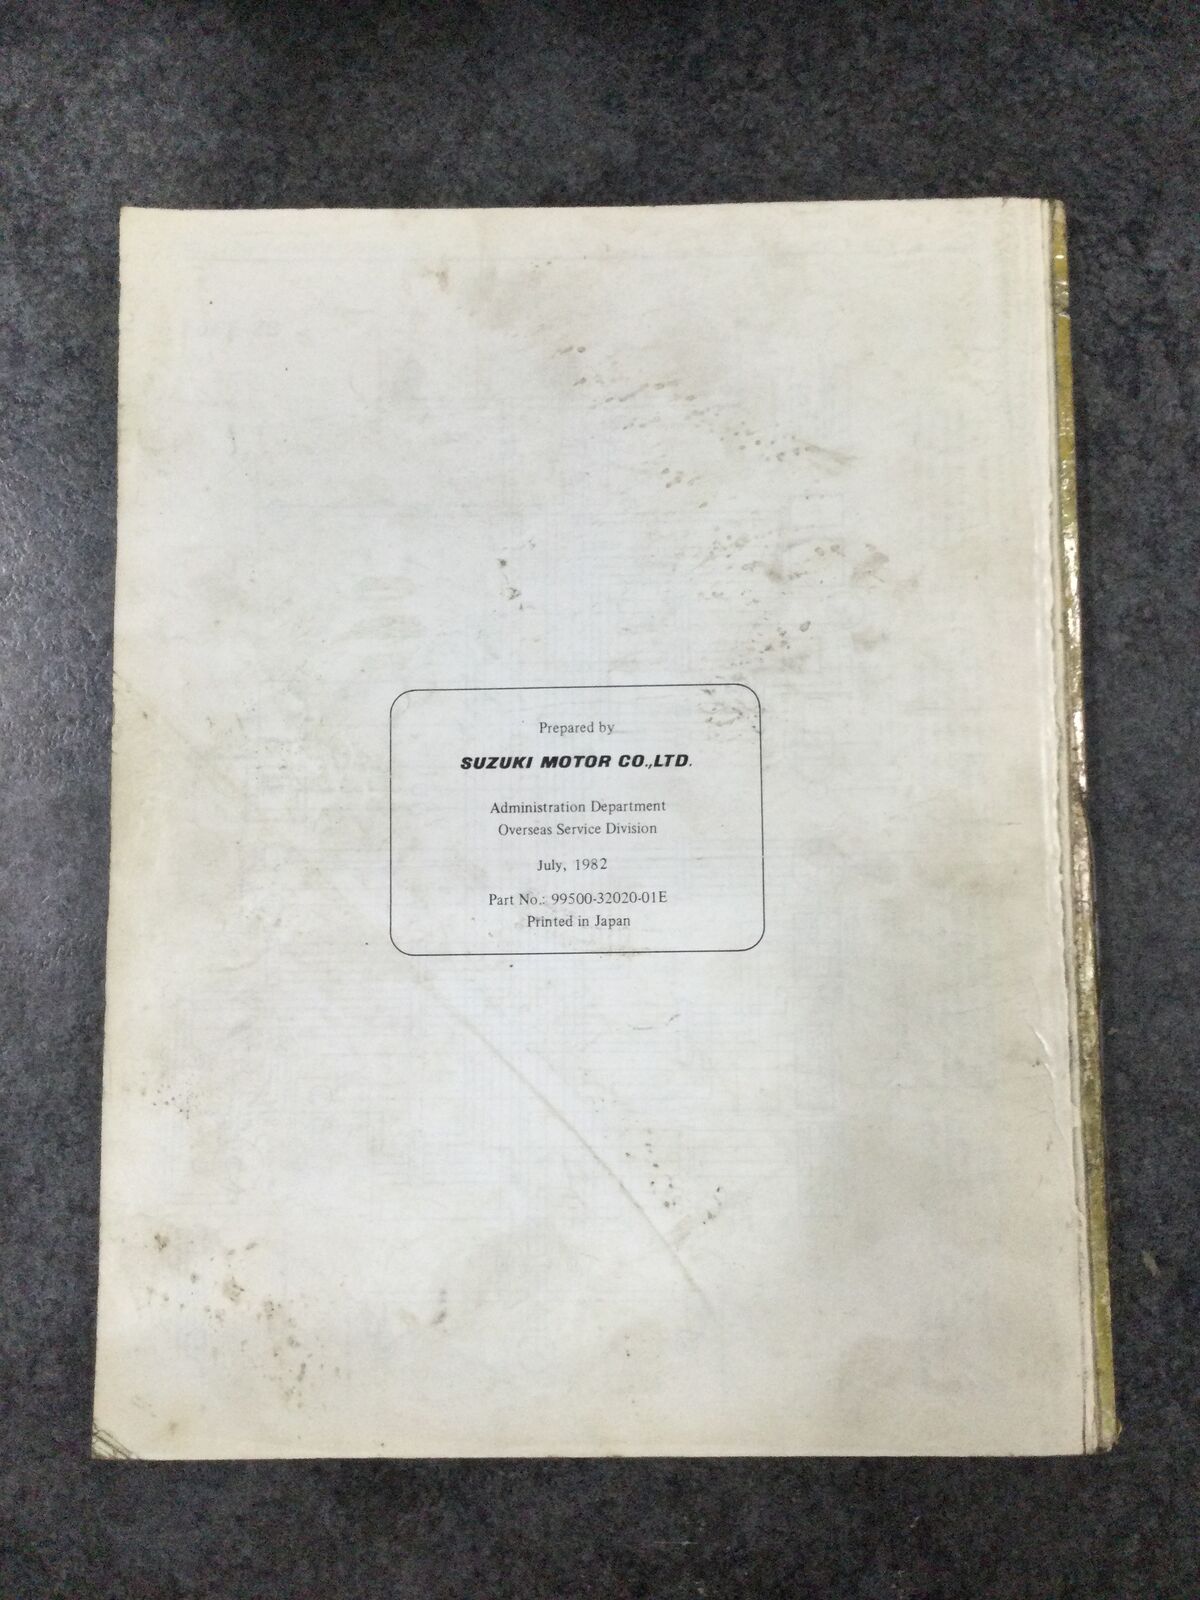 Prepared by
SUZUKI MOTOR CO.,LTD.
Administration Department
Overseas Service Division
July, 1982
Part No.: 99500-32020-01E
Printed in Japan